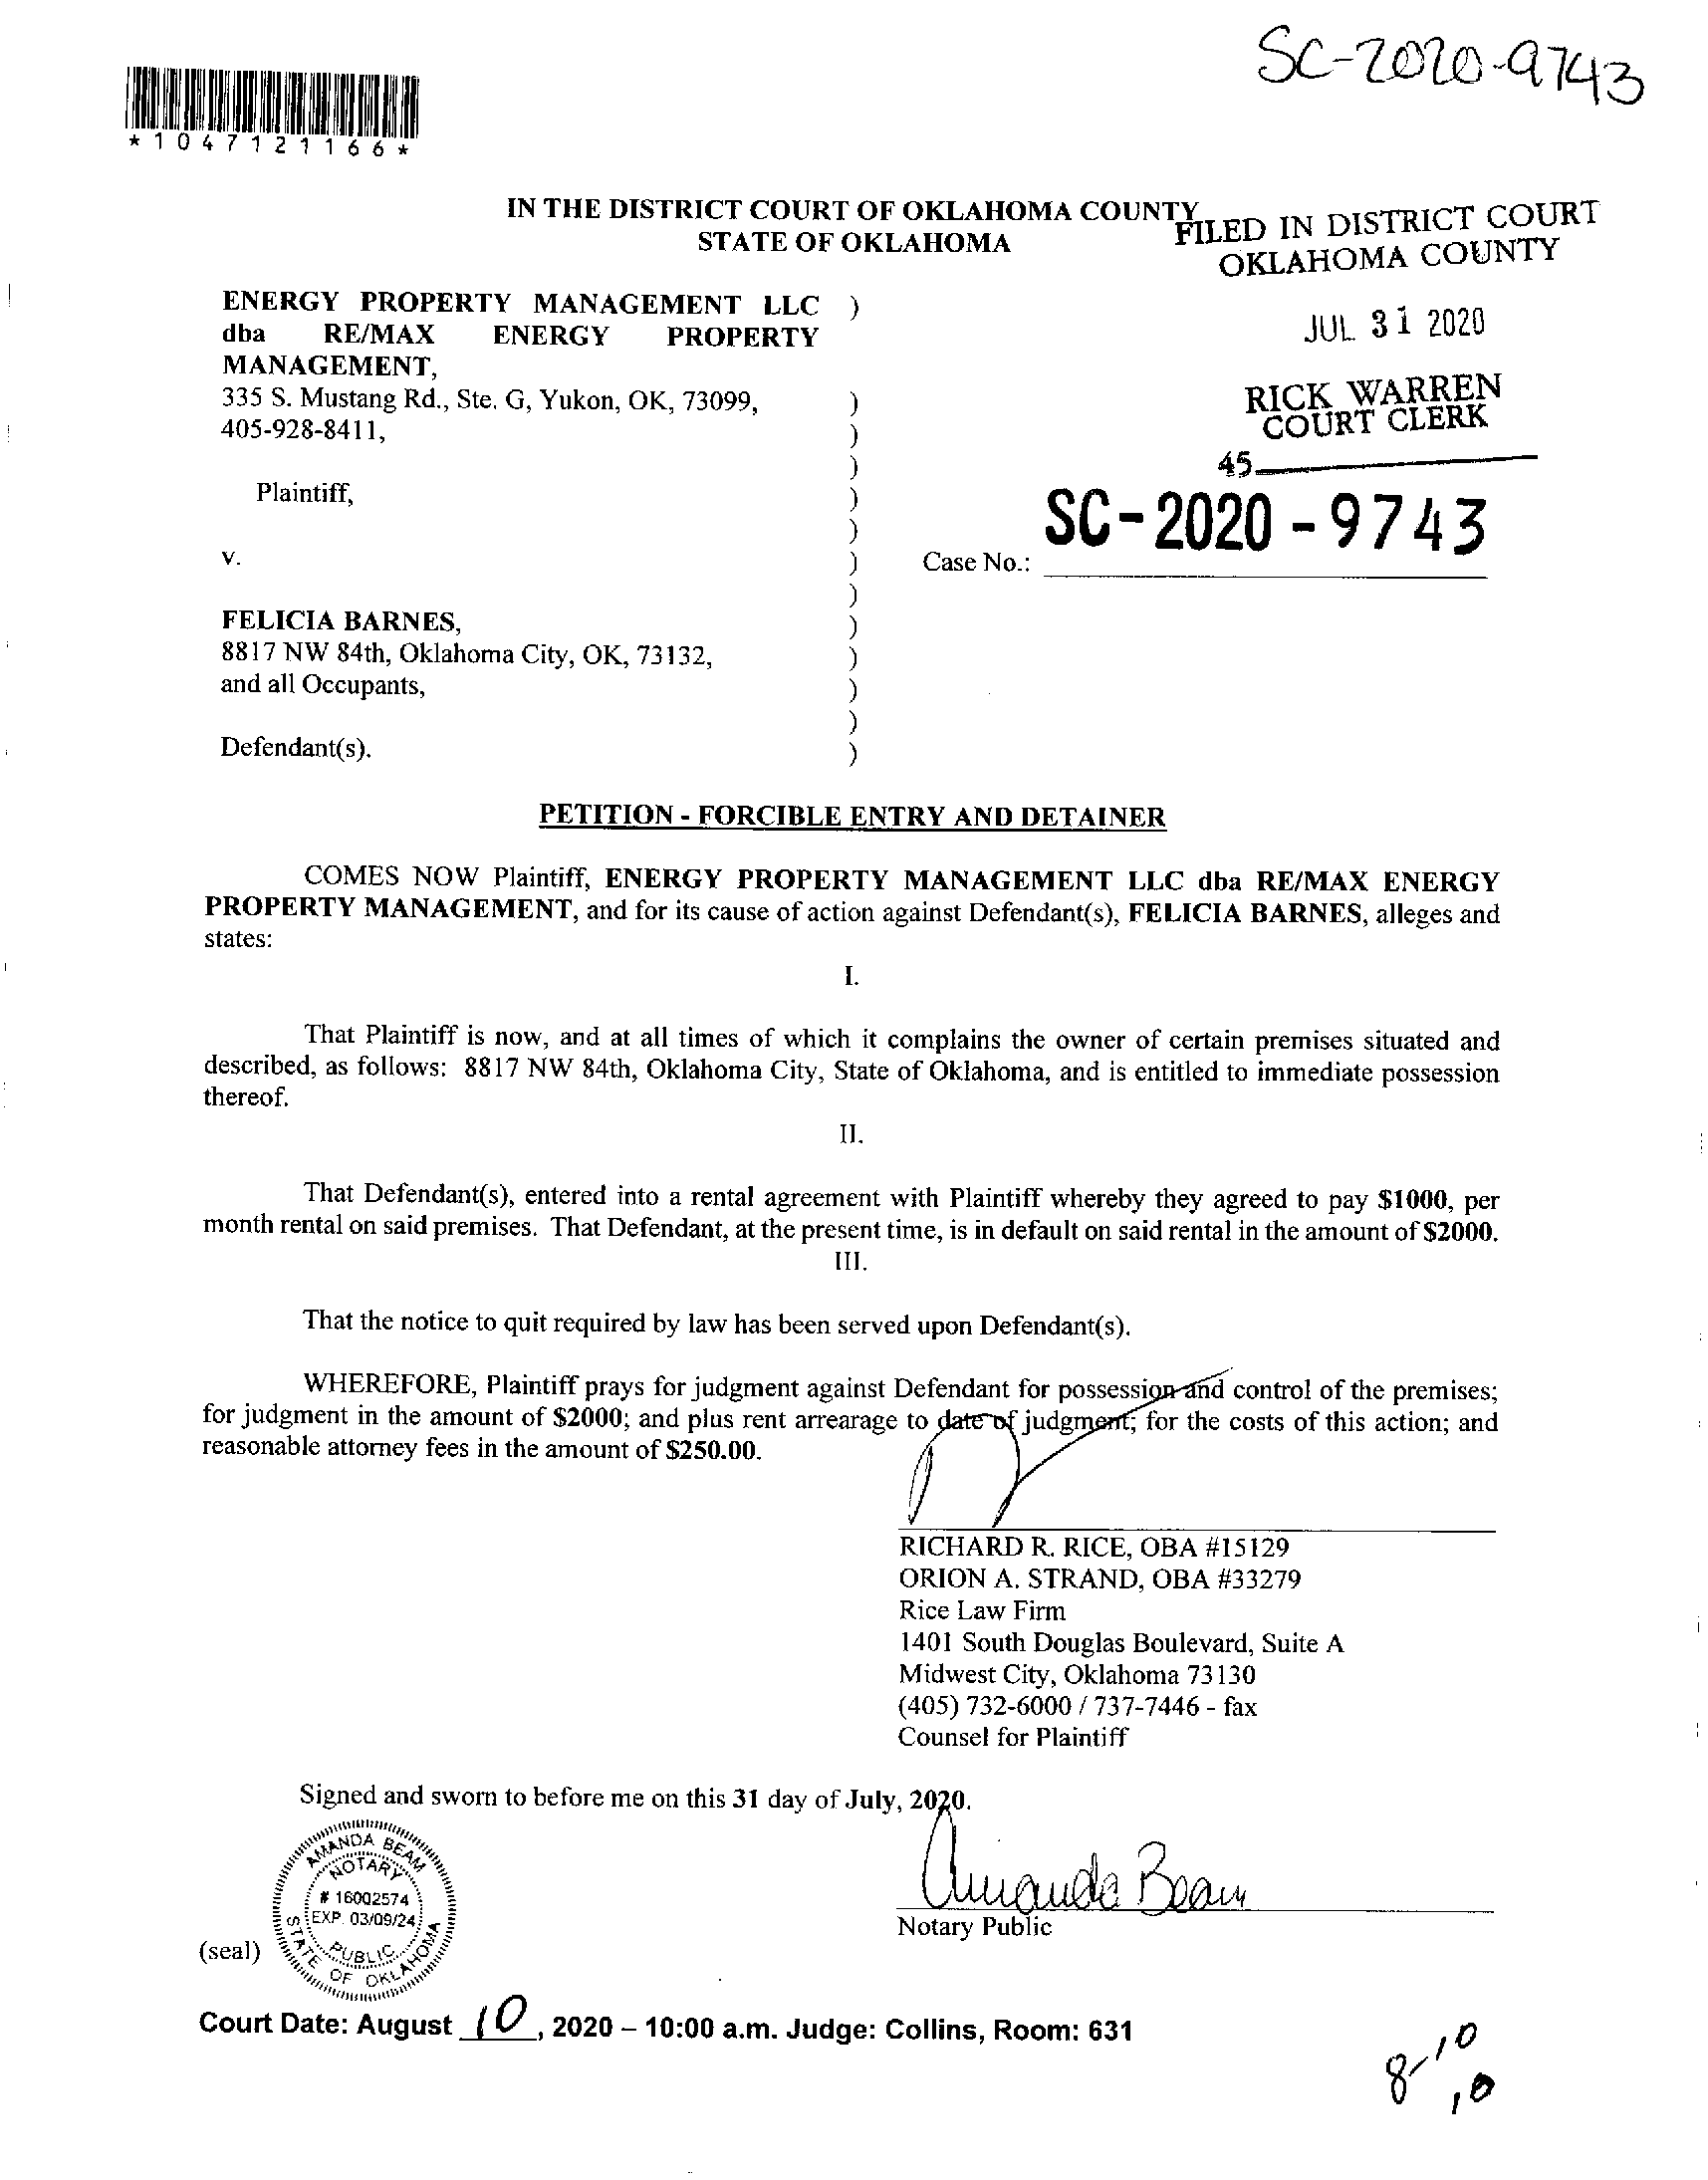 SC-2020-9743
*1047121166*
IN THE DISTRICT COURT OF OKLAHOMA COUNTY
STATE OF OKLAHOMA
FILED IN DISTRICT COURT
OKLAHOMA COUNTY
JUL 31 2020
RICK WARREN
COURT CLERK
45
ENERGY PROPERTY MANAGEMENT LLC )
dba RE/MAX ENERGY PROPERTY
MANAGEMENT,
335 S. Mustang Rd., Ste. G, Yukon, OK, 73099, )
405-928-8411, )
)
Plaintiff, )
)
v. ) Case No.: SC-2020-9743
)
FELICIA BARNES, )
8817 NW 84th, Oklahoma City, OK, 73132, )
and all Occupants, )
)
Defendant(s). )
PETITION - FORCIBLE ENTRY AND DETAINER
COMES NOW Plaintiff, ENERGY PROPERTY MANAGEMENT LLC dba RE/MAX ENERGY
PROPERTY MANAGEMENT, and for its cause of action against Defendant(s), FELICIA BARNES, alleges and
states:
I.
That Plaintiff is now, and at all times of which it complains the owner of certain premises situated and
described, as follows: 8817 NW 84th, Oklahoma City, State of Oklahoma, and is entitled to immediate possession
thereof.
II.
That Defendant(s), entered into a rental agreement with Plaintiff whereby they agreed to pay $1000, per
month rental on said premises. That Defendant, at the present time, is in default on said rental in the amount of $2000.
III.
That the notice to quit required by law has been served upon Defendant(s).
WHEREFORE, Plaintiff prays for judgment against Defendant for possession and control of the premises;
for judgment in the amount of $2000; and plus rent arrearage to date of judgment; for the costs of this action; and
reasonable attorney fees in the amount of $250.00.
RICHARD R. RICE, OBA #15129
ORION A. STRAND, OBA #33279
Rice Law Firm
1401 South Douglas Boulevard, Suite A
Midwest City, Oklahoma 73130
(405) 732-6000 / 737-7446 - fax
Counsel for Plaintiff
Signed and sworn to before me on this 31 day of July, 2020.
AMANDA BEAM
NOTARY
# 16002574
EXP. 03/09/24
PUBLIC
STATE OF OKLAHOMA
Amanda Beam
Notary Public
(seal)
Court Date: August 10, 2020 – 10:00 a.m. Judge: Collins, Room: 631
8-10
10